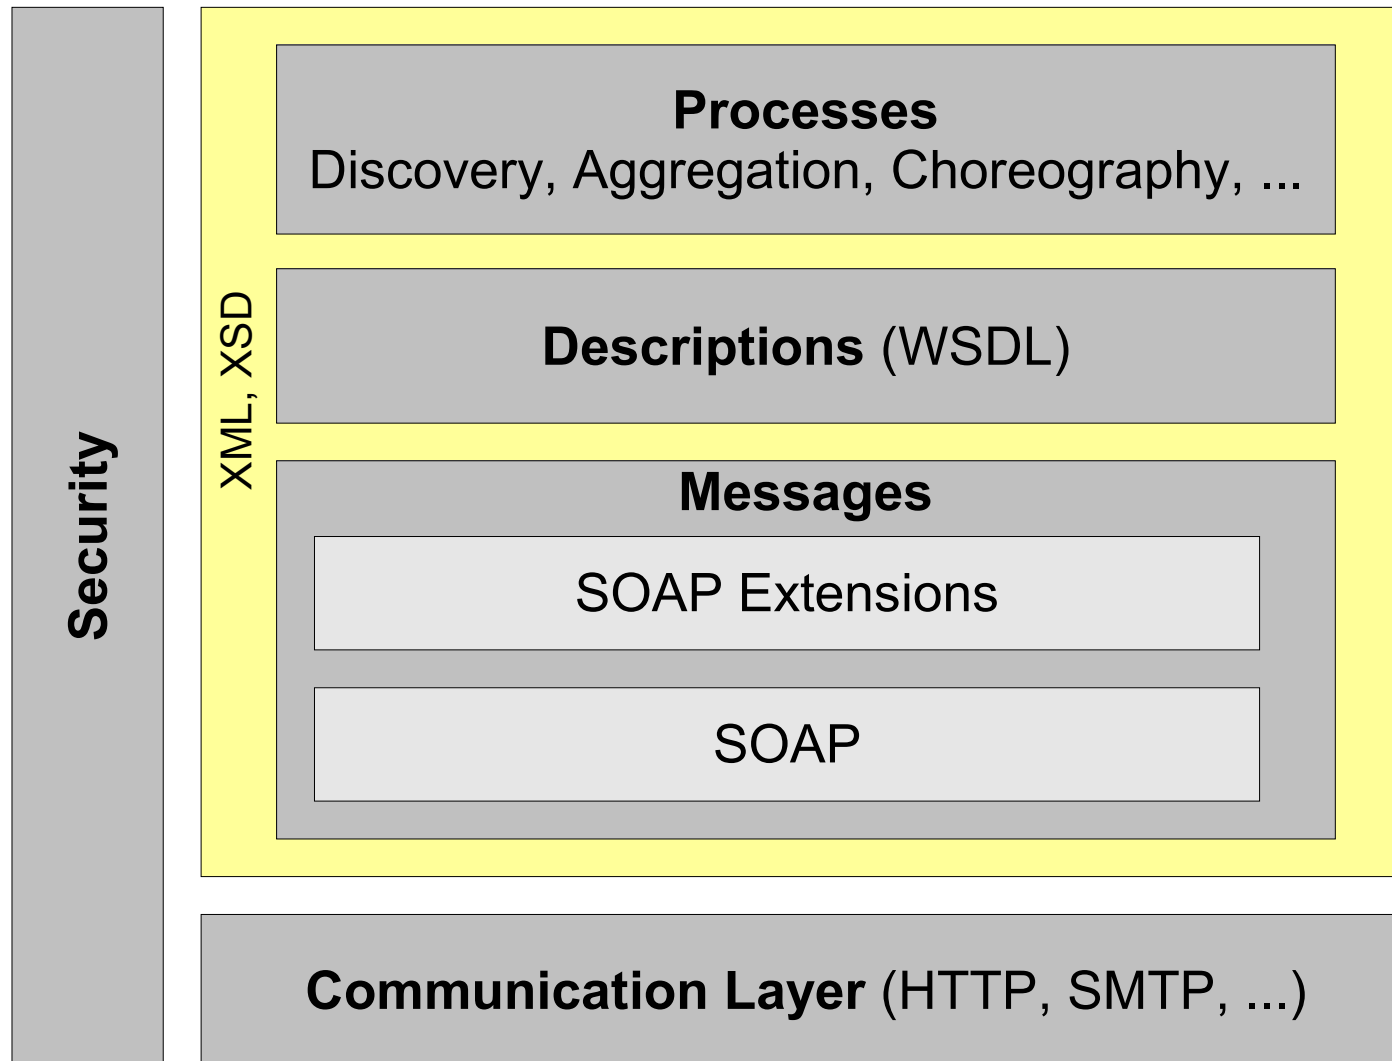 Security
XML, XSD
Processes
Discovery, Aggregation, Choreography, ...
Descriptions (WSDL)
Messages
SOAP Extensions
SOAP
Communication Layer (HTTP, SMTP, ...)